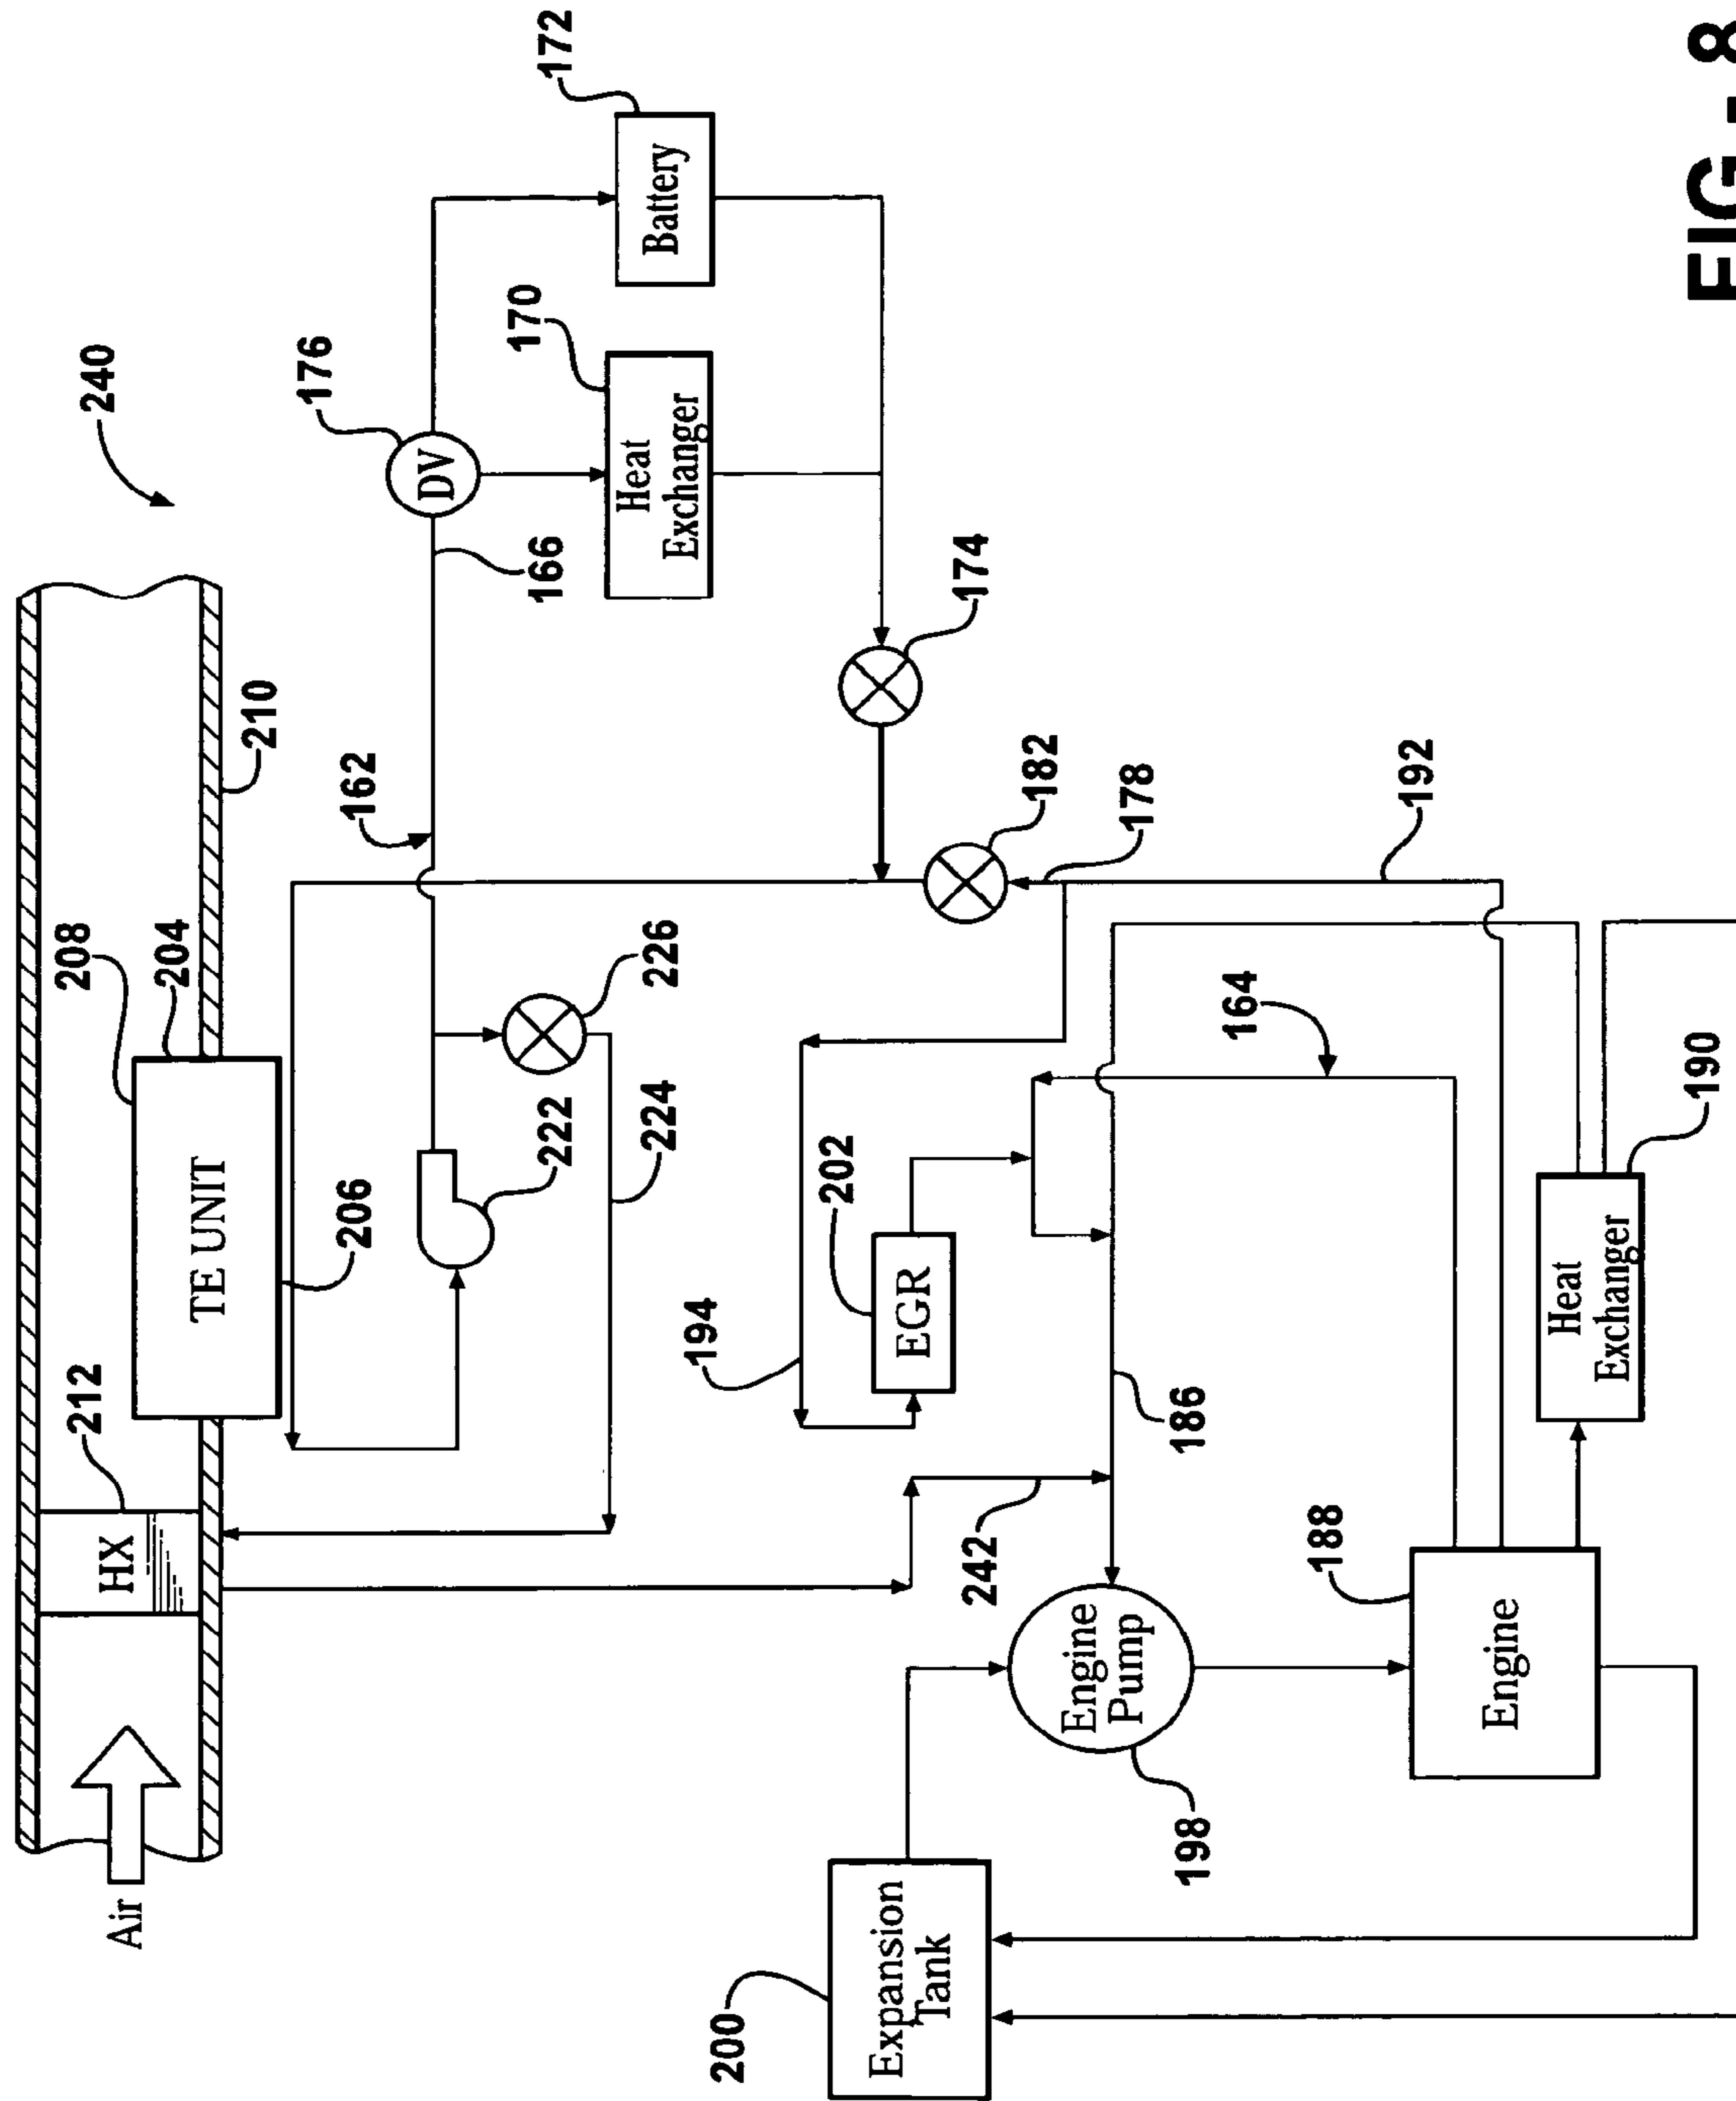 Air
HX
212
TE UNIT
208
204
206
210
240
162
166
176
DV
170
Heat
Exchanger
172
Battery
174
182
178
192
222
226
224
194
202
EGR
164
186
242
200
Expansion
Tank
198
Engine
Pump
188
Engine
190
Heat
Exchanger
FIG - 8